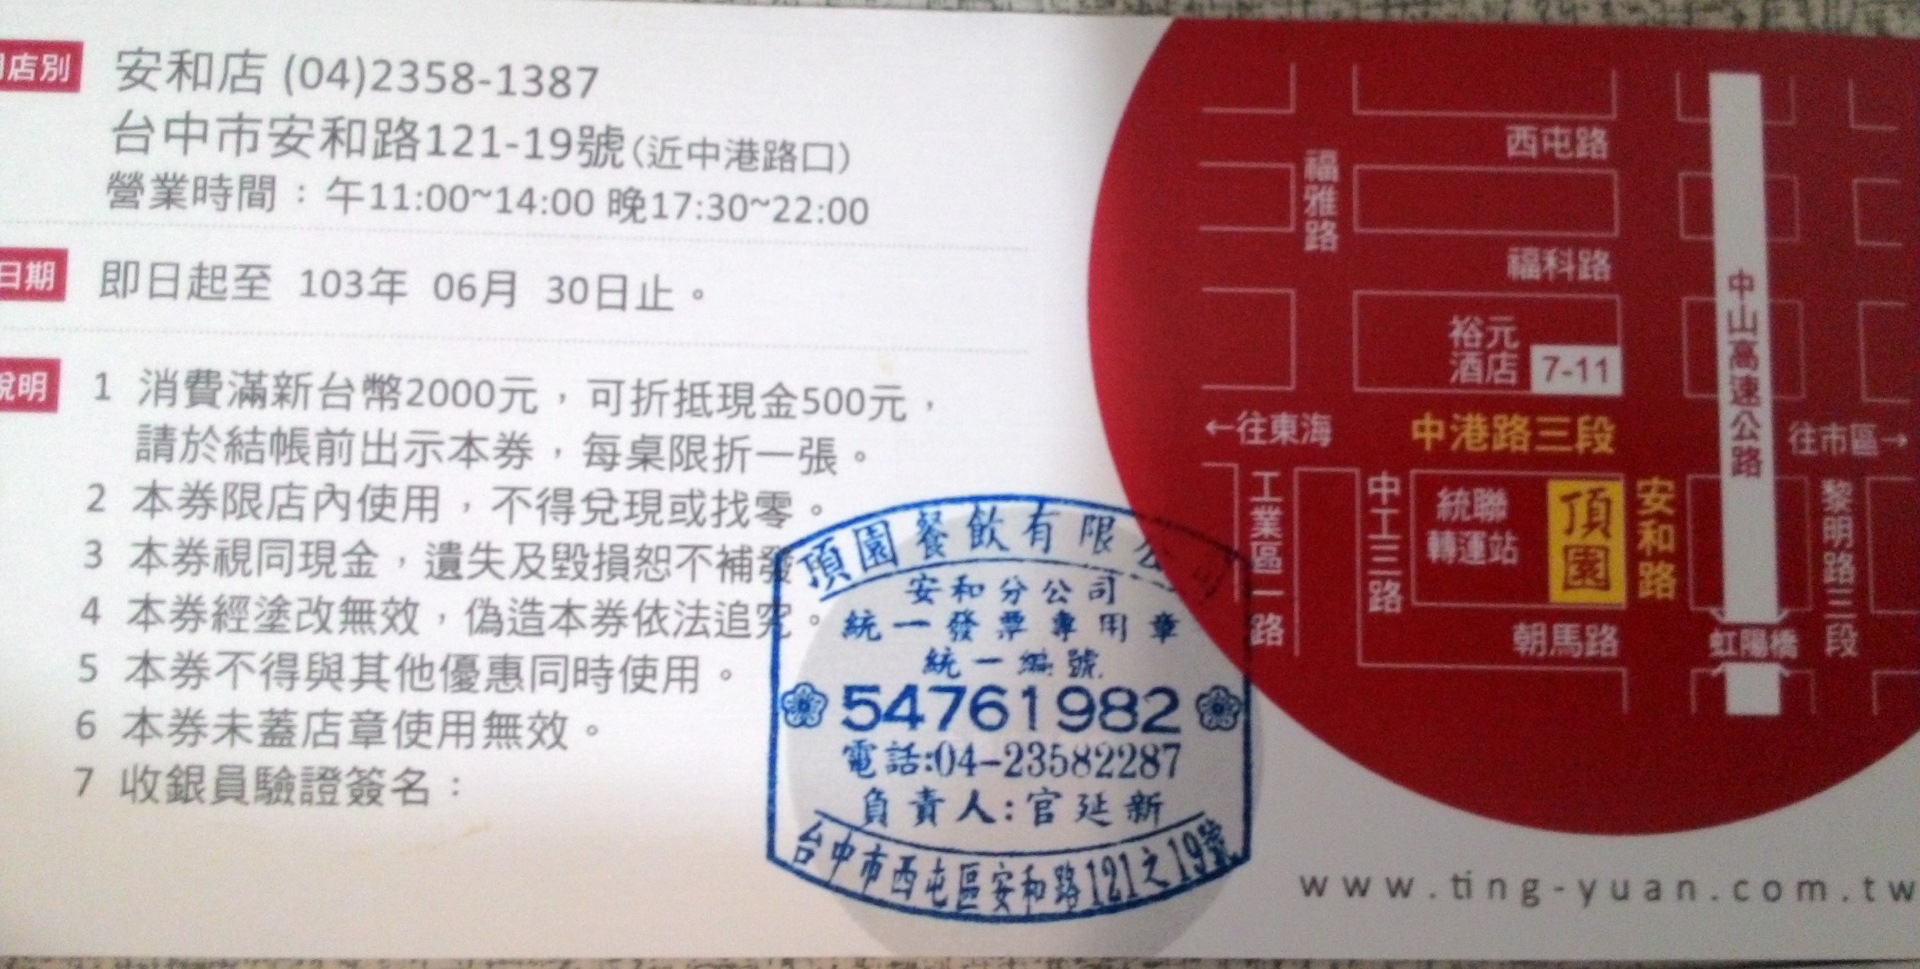 店別
安和店 (04)2358-1387
台中市安和路121-19號(近中港路口)
營業時間：午11:00~14:00 晚17:30~22:00
日期
即日起至 103年 06月 30日止。
說明
1 消費滿新台幣2000元，可折抵現金500元，
請於結帳前出示本券，每桌限折一張。
2 本券限店內使用，不得兌現或找零。
3 本券視同現金，遺失及毀損恕不補發。
4 本券經塗改無效，偽造本券依法追究。
5 本券不得與其他優惠同時使用。
6 本券未蓋店章使用無效。
7 收銀員驗證簽名：
頂園餐飲有限公司
安和分公司
統一發票專用章
統一編號
54761982
電話:04-23582287
負責人:官延新
台中市西屯區安和路121之19號
西屯路
福雅路
福科路
裕元
酒店
7-11
中山高速公路
←往東海
中港路三段
往市區→
工業區一路
中工三路
統聯
轉運站
頂園
安和路
黎明路三段
朝馬路
虹陽橋
www.ting-yuan.com.tw